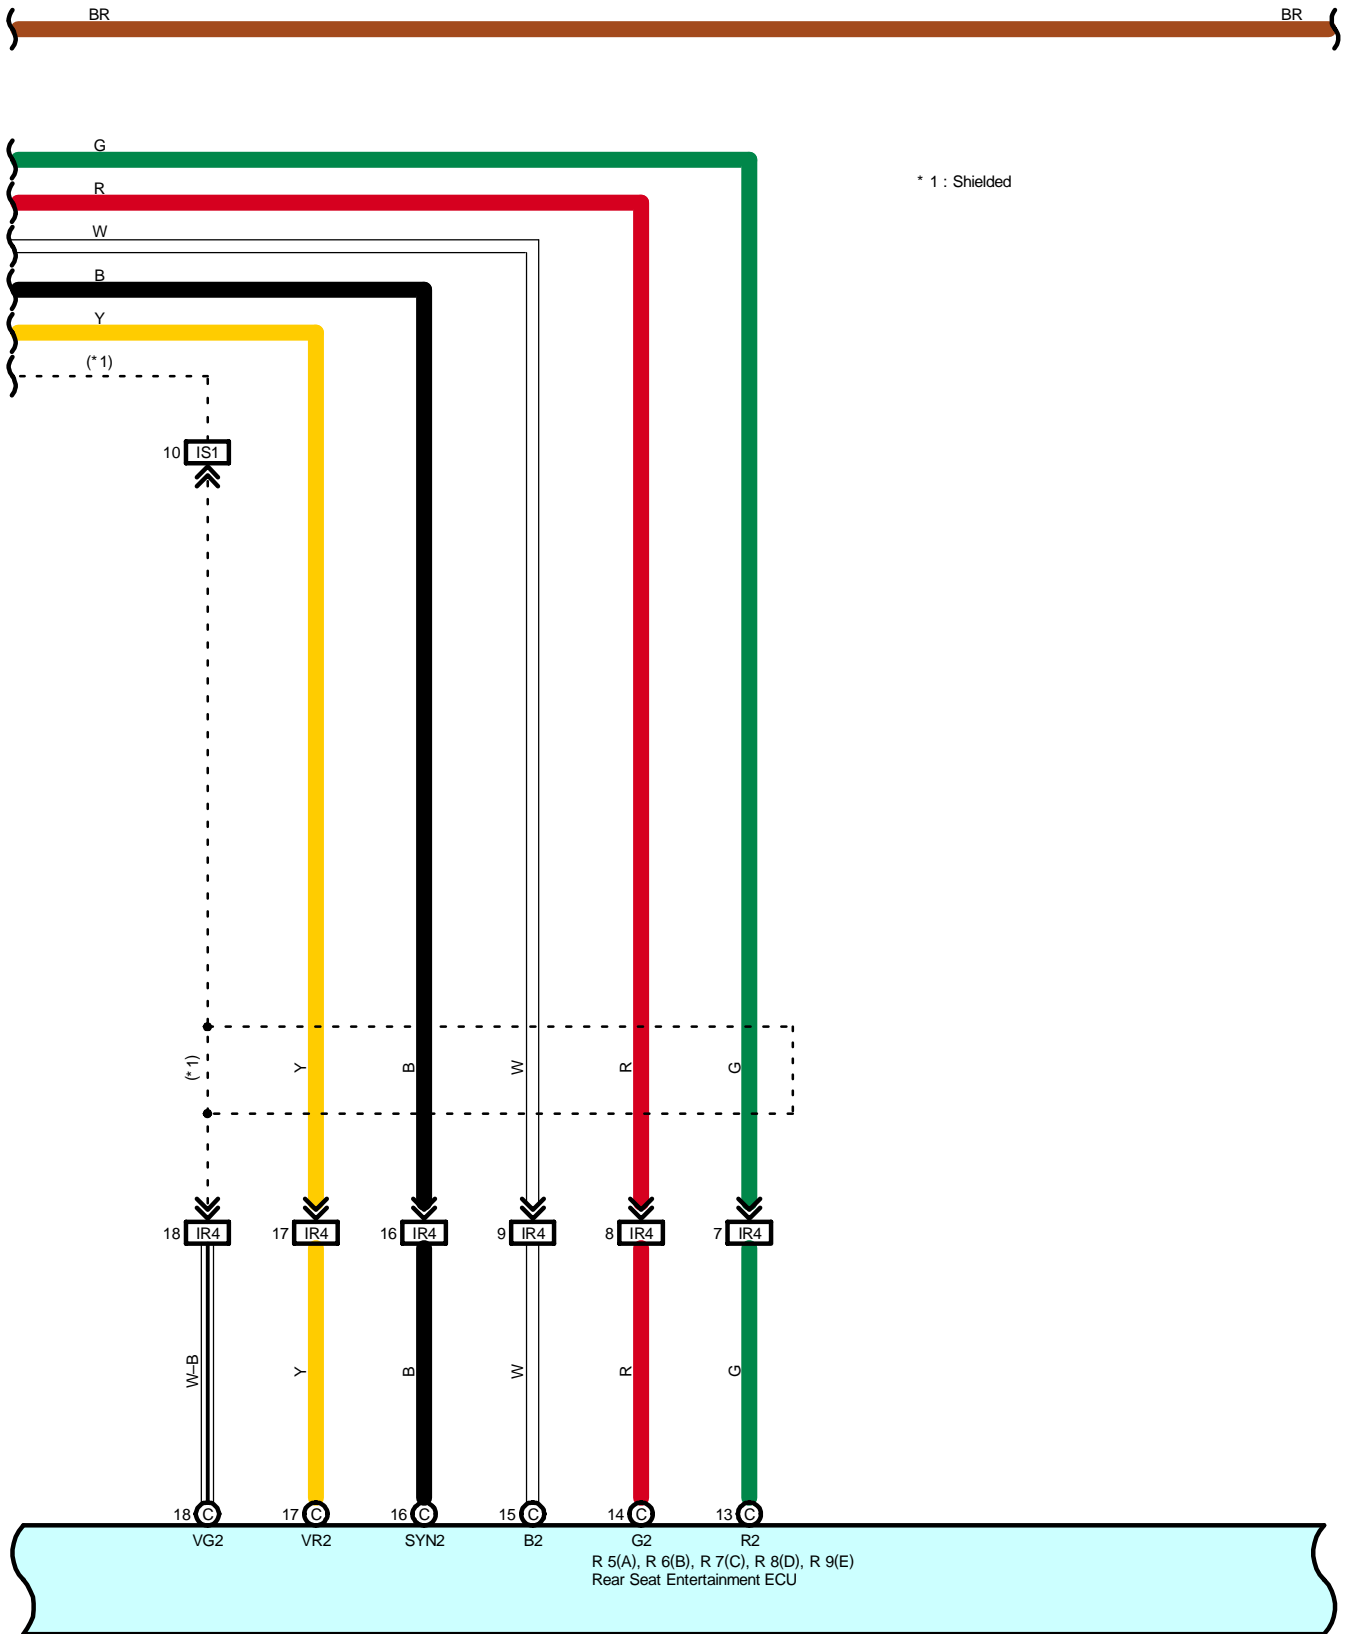 BR BR
G
* 1 : Shielded
R
W
B
Y
(* 1)
10 IS1
(* 1) Y B W R G
18 IR4 17 IR4 16 IR4 9 IR4 8 IR4 7 IR4
W–B Y B W R G
18 C 17 C 16 C 15 C 14 C 13 C
VG2 VR2 SYN2 B2 G2 R2
R 5(A), R 6(B), R 7(C), R 8(D), R 9(E)
Rear Seat Entertainment ECU